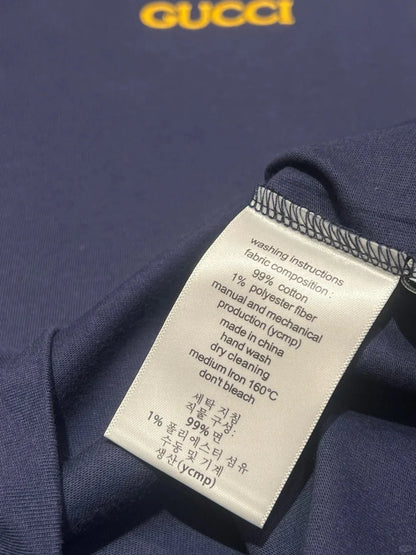 GUCCI
washing instructions
fabric composition :
99% cotton
1% polyester fiber
manual and mechanical
production (ycmp)
made in china
hand wash
dry cleaning
medium Iron 160°C
don't bleach
세탁 지침
직물 구성:
99% 면
1% 폴리에스터 섬유
수동 및 기계
생산(ycmp)